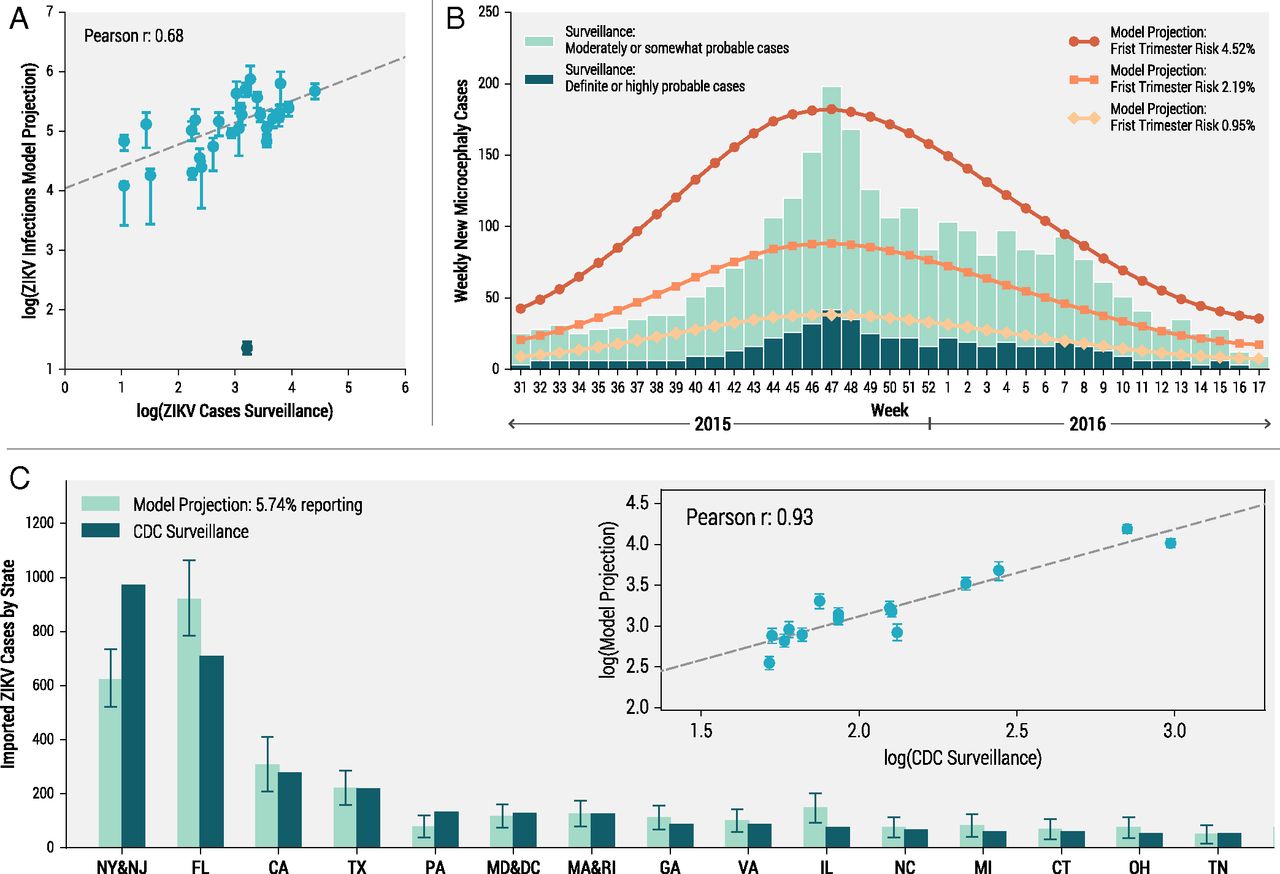 A
Pearson r: 0.68
log(ZIKV Infections Model Projection)
7
6
5
4
3
2
1
0 1 2 3 4 5 6
log(ZIKV Cases Surveillance)
B
Surveillance:
Moderately or somewhat probable cases
Surveillance:
Definite or highly probable cases
Model Projection:
Frist Trimester Risk 4.52%
Model Projection:
Frist Trimester Risk 2.19%
Model Projection:
Frist Trimester Risk 0.95%
Weekly New Microcephaly Cases
250
200
150
100
50
0
31 32 33 34 35 36 37 38 39 40 41 42 43 44 45 46 47 48 49 50 51 52 1 2 3 4 5 6 7 8 9 10 11 12 13 14 15 16 17
Week
2015 2016
C
Model Projection: 5.74% reporting
CDC Surveillance
Imported ZIKV Cases by State
1200
1000
800
600
400
200
0
NY&NJ FL CA TX PA MD&DC MA&RI GA VA IL NC MI CT OH TN
Pearson r: 0.93
log(Model Projection)
4.5
4.0
3.5
3.0
2.5
2.0
1.5 2.0 2.5 3.0
log(CDC Surveillance)